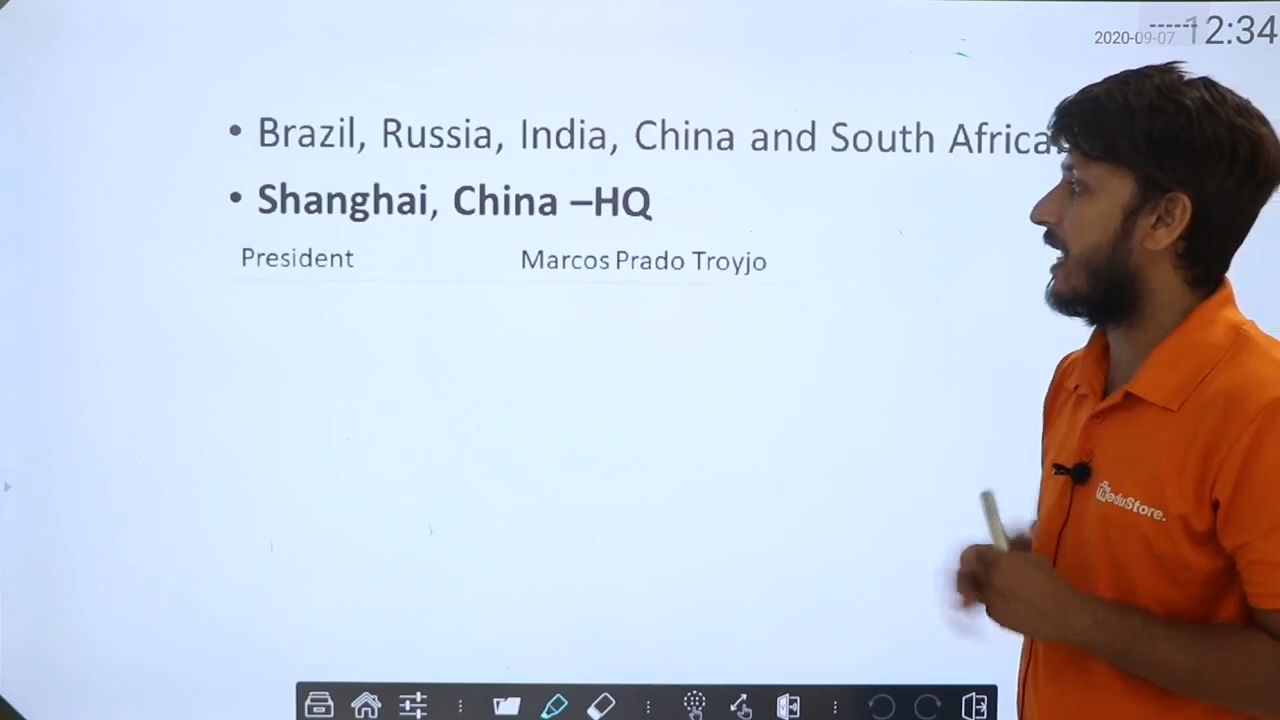 2020-09-07 12:34
• Brazil, Russia, India, China and South Africa
• Shanghai, China –HQ
President Marcos Prado Troyjo
eduStore.